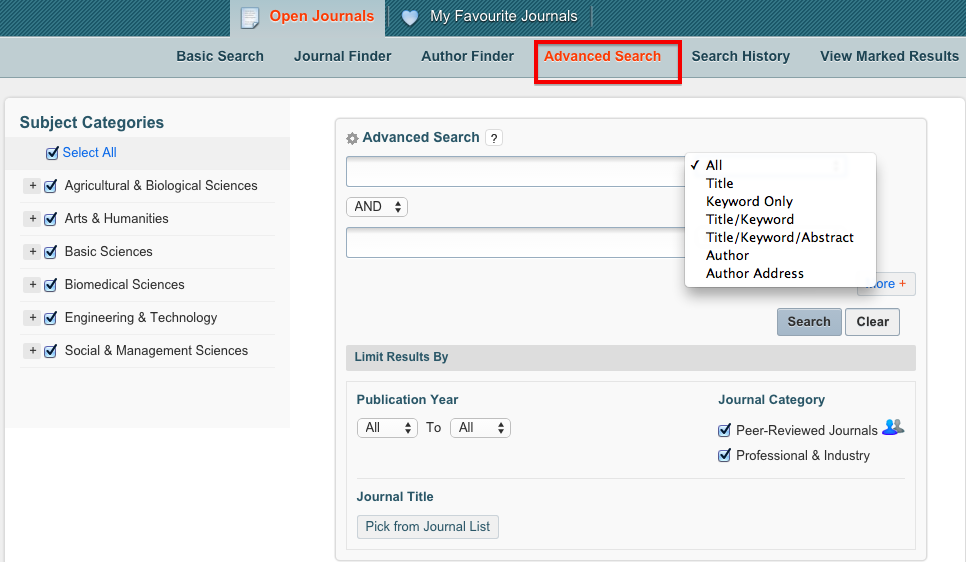 Open Journals
My Favourite Journals
Basic Search
Journal Finder
Author Finder
Advanced Search
Search History
View Marked Results
Subject Categories
Select All
+ Agricultural & Biological Sciences
+ Arts & Humanities
+ Basic Sciences
+ Biomedical Sciences
+ Engineering & Technology
+ Social & Management Sciences
Advanced Search ?
✓ All
Title
Keyword Only
Title/Keyword
Title/Keyword/Abstract
Author
Author Address
AND
More +
Search
Clear
Limit Results By
Publication Year
All To All
Journal Category
Peer-Reviewed Journals
Professional & Industry
Journal Title
Pick from Journal List